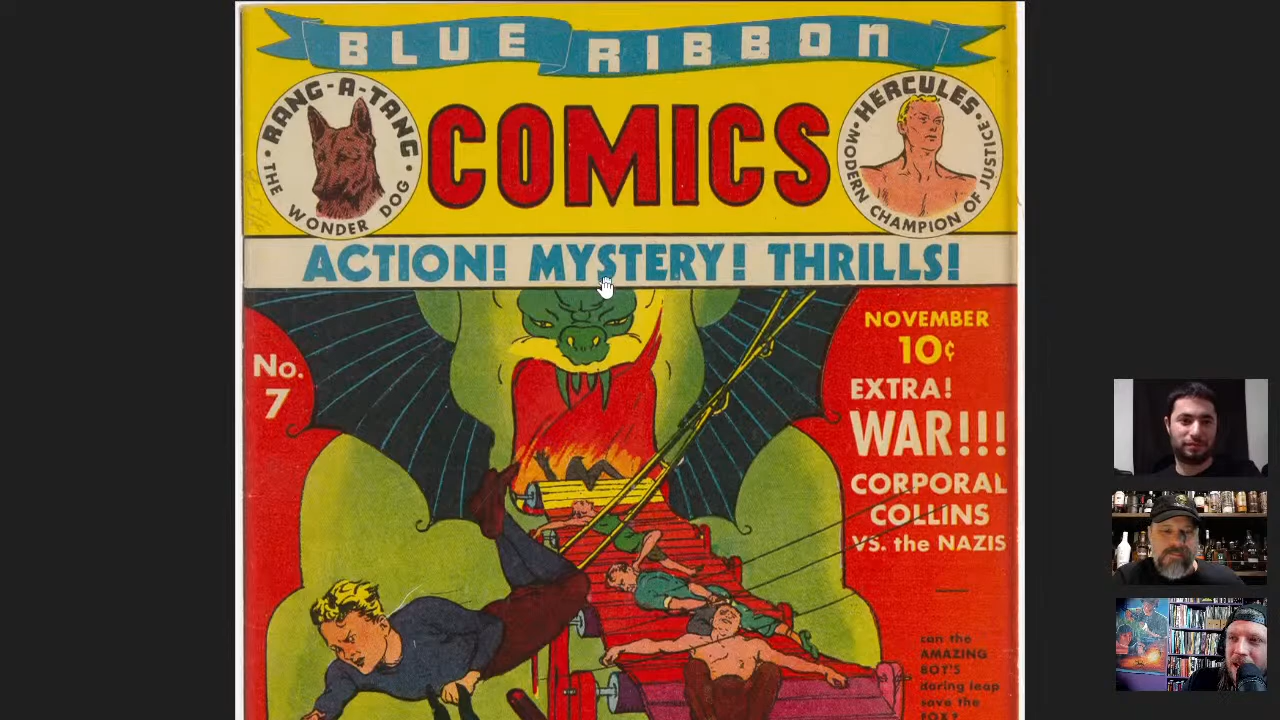 BLUE RIBBON
RANG-A-TANG
THE WONDER DOG
COMICS
HERCULES
MODERN CHAMPION OF JUSTICE
ACTION! MYSTERY! THRILLS!
No.
7
NOVEMBER
10¢
EXTRA!
WAR!!!
CORPORAL
COLLINS
VS. the NAZIS
can the
AMAZING
BOY'S
daring leap
save the
FOX?